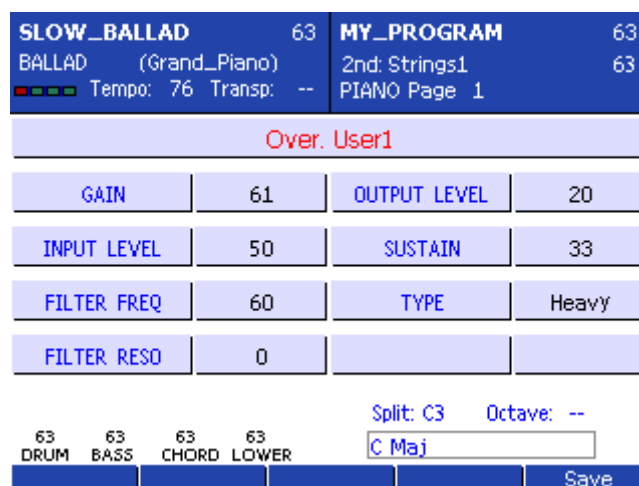 SLOW_BALLAD 63 MY_PROGRAM 63
BALLAD (Grand_Piano) 2nd: Strings1 63
Tempo: 76 Transp: -- PIANO Page 1
Over. User1
GAIN 61 OUTPUT LEVEL 20
INPUT LEVEL 50 SUSTAIN 33
FILTER FREQ 60 TYPE Heavy
FILTER RESO 0
Split: C3 Octave: --
63 63 63 63
DRUM BASS CHORD LOWER
C Maj
Save